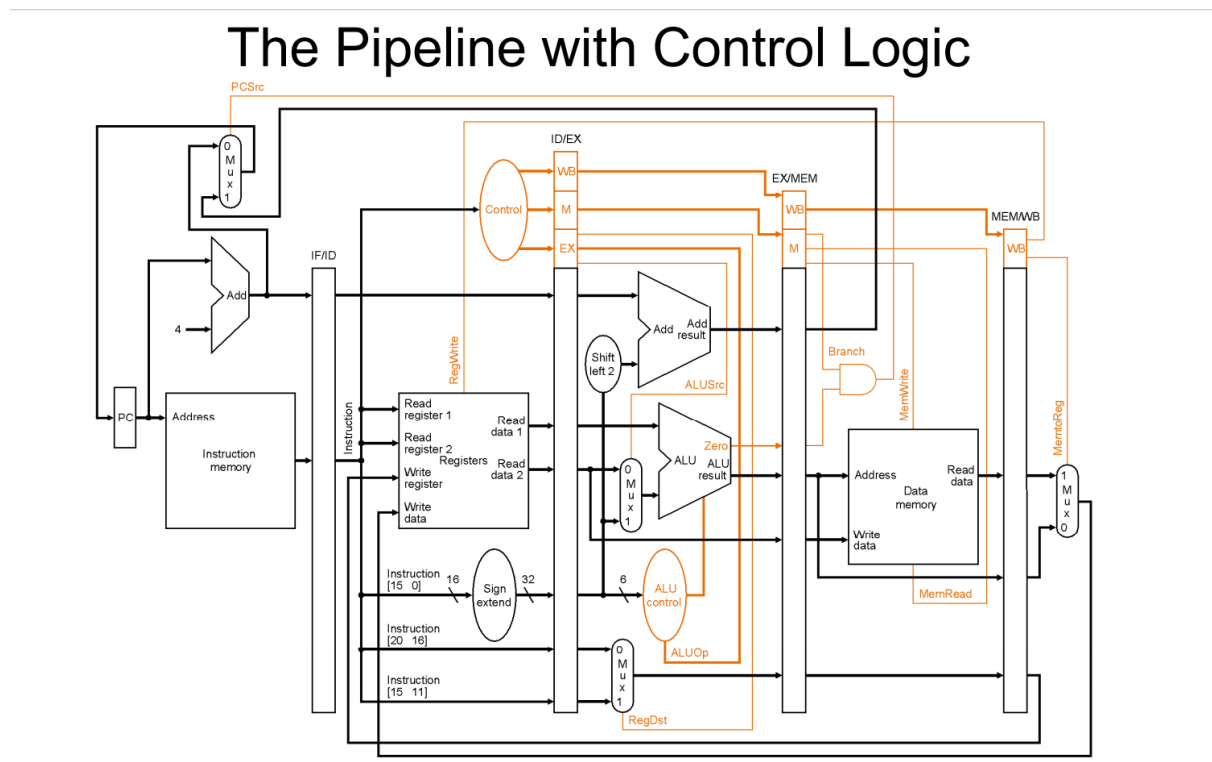 The Pipeline with Control Logic
PCSrc
0
M
u
x
1
ID/EX
WB
M
EX
Control
EX/MEM
WB
M
MEM/WB
WB
IF/ID
Add
4
RegWrite
Add
Add
result
Shift
left 2
ALUSrc
Branch
MemWrite
MemtoReg
PC
Address
Instruction
memory
Instruction
Read
register 1
Read
register 2
Write
register
Write
data
Registers
Read
data 1
Read
data 2
0
M
u
x
1
Zero
ALU
ALU
result
Address
Write
data
Data
memory
Read
data
1
M
u
x
0
MemRead
Instruction
[15 0]
16
Sign
extend
32
6
ALU
control
ALUOp
Instruction
[20 16]
Instruction
[15 11]
0
M
u
x
1
RegDst